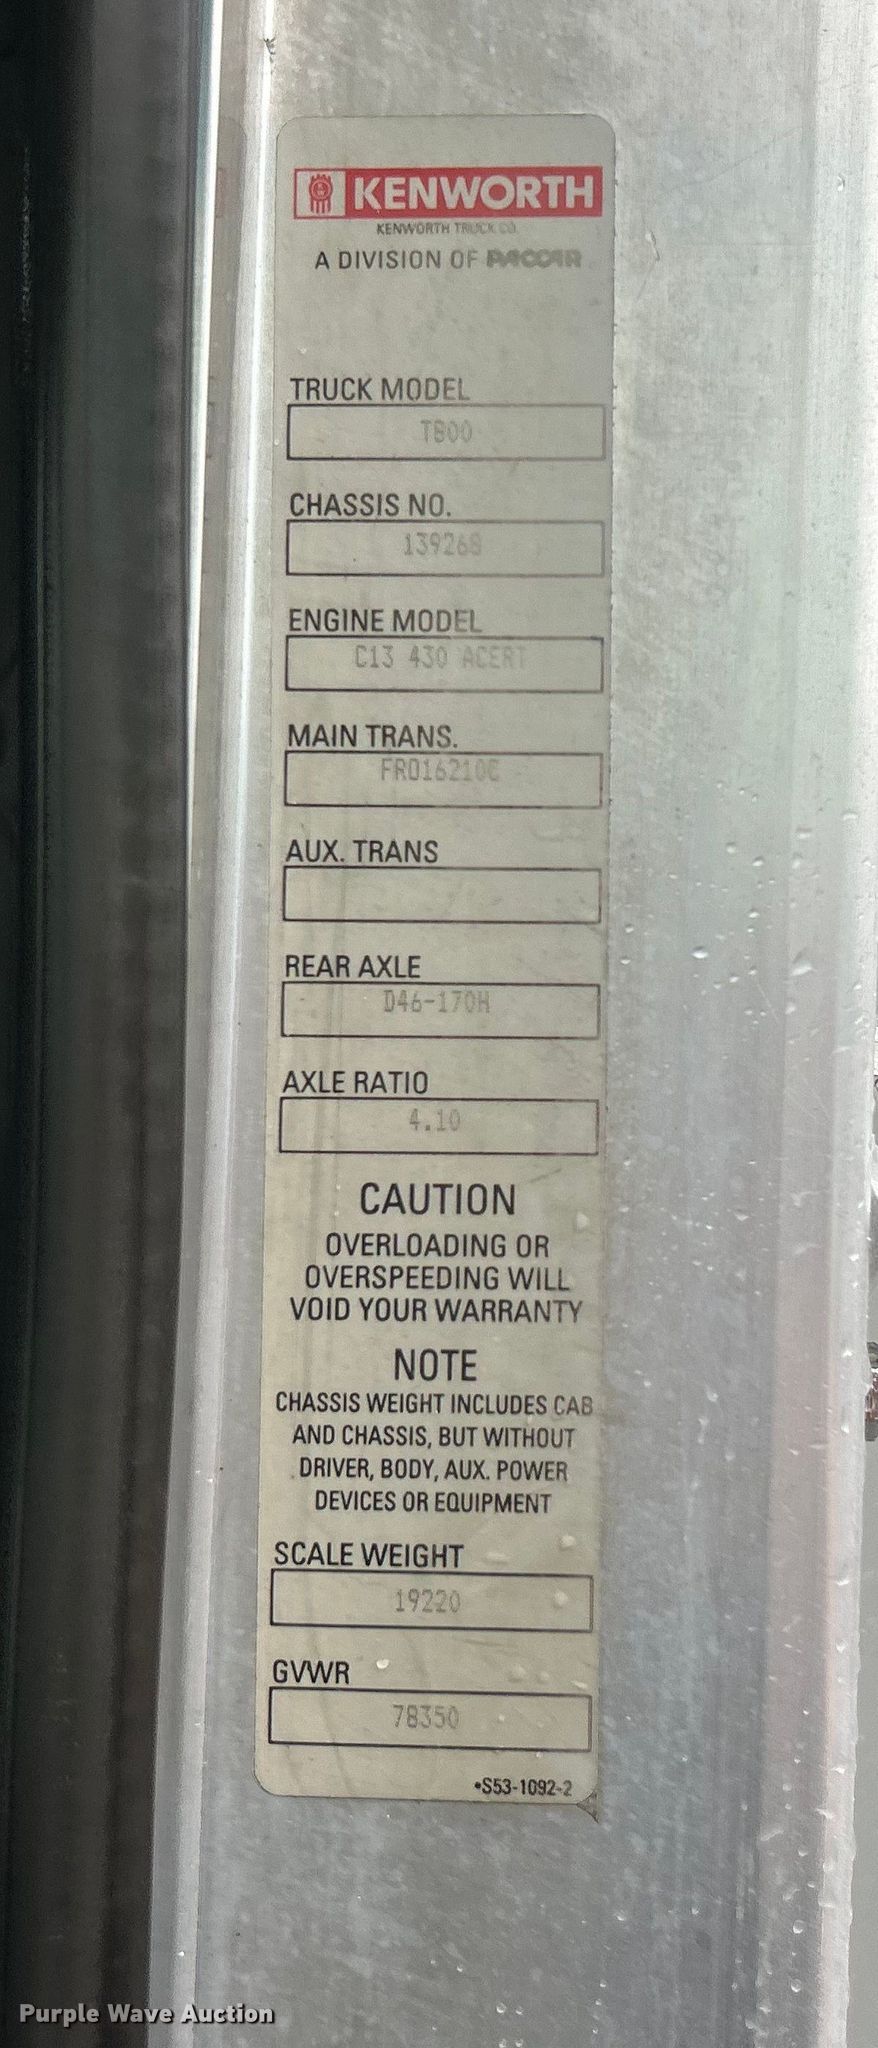 KENWORTH
KENWORTH TRUCK CO.
A DIVISION OF PACCAR
TRUCK MODEL
T800
CHASSIS NO.
139268
ENGINE MODEL
C13 430 ACERT
MAIN TRANS.
FRO16210C
AUX. TRANS
REAR AXLE
D46-170H
AXLE RATIO
4.10
CAUTION
OVERLOADING OR
OVERSPEEDING WILL
VOID YOUR WARRANTY
NOTE
CHASSIS WEIGHT INCLUDES CAB
AND CHASSIS, BUT WITHOUT
DRIVER, BODY, AUX. POWER
DEVICES OR EQUIPMENT
SCALE WEIGHT
19220
GVWR
78350
•S53-1092-2
Purple Wave Auction